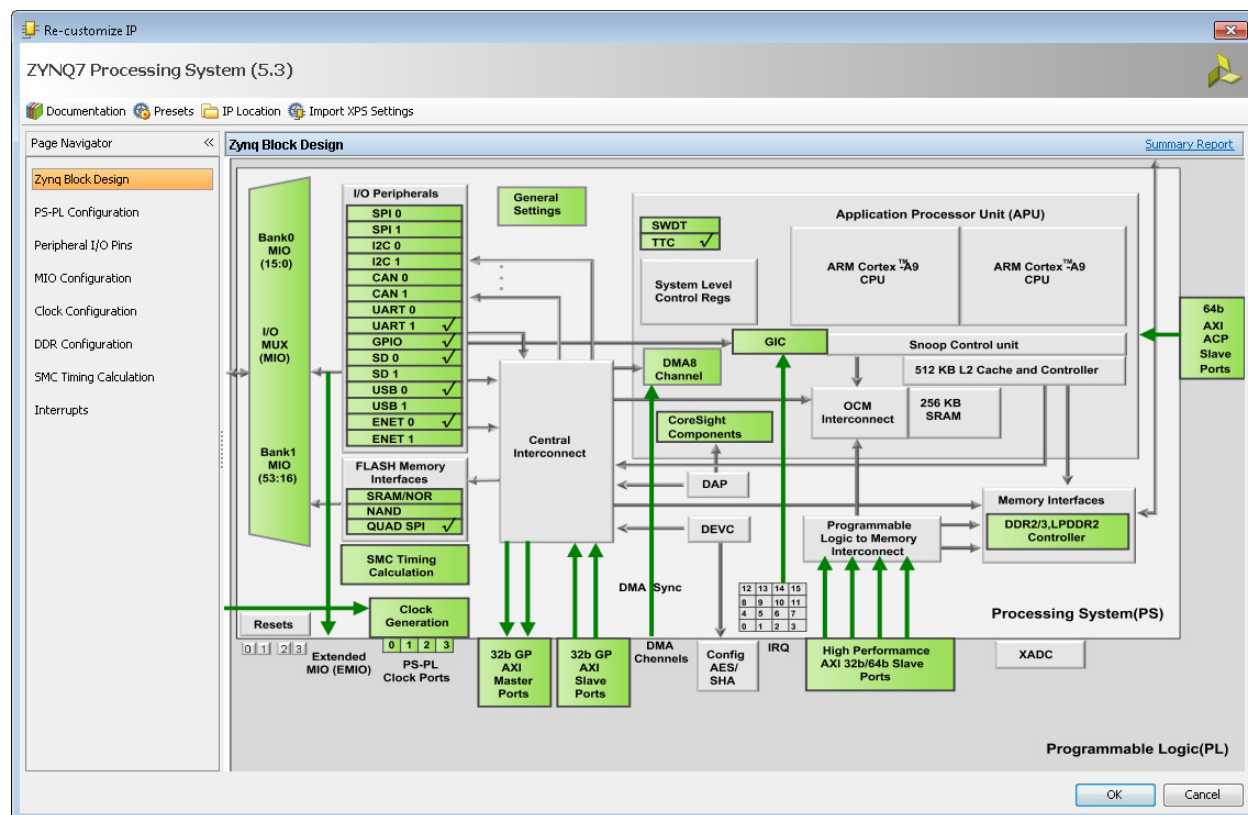 Re-customize IP
ZYNQ7 Processing System (5.3)
Documentation Presets IP Location Import XPS Settings
Page Navigator «
Zynq Block Design
PS-PL Configuration
Peripheral I/O Pins
MIO Configuration
Clock Configuration
DDR Configuration
SMC Timing Calculation
Interrupts
Zynq Block Design
Summary Report
Bank0
MIO
(15:0)
I/O
MUX
(MIO)
Bank1
MIO
(53:16)
I/O Peripherals
SPI 0
SPI 1
I2C 0
I2C 1
CAN 0
CAN 1
UART 0
UART 1 ✓
GPIO ✓
SD 0 ✓
SD 1
USB 0 ✓
USB 1
ENET 0 ✓
ENET 1
FLASH Memory
Interfaces
SRAM/NOR
NAND
QUAD SPI ✓
SMC Timing
Calculation
Clock
Generation
0 1 2 3
PS-PL
Clock Ports
Resets
0 1 2 3
Extended
MIO (EMIO)
General
Settings
Central
Interconnect
32b GP
AXI
Master
Ports
32b GP
AXI
Slave
Ports
Application Processor Unit (APU)
SWDT
TTC ✓
System Level
Control Regs
ARM Cortex™-A9
CPU
ARM Cortex™-A9
CPU
GIC
Snoop Control unit
DMA8
Channel
512 KB L2 Cache and Controller
OCM
Interconnect
256 KB
SRAM
CoreSight
Components
DAP
DEVC
Memory Interfaces
DDR2/3,LPDDR2
Controller
Programmable
Logic to Memory
Interconnect
64b
AXI
ACP
Slave
Ports
DMA Sync
12 13 14 15
8 9 10 11
4 5 6 7
0 1 2 3
IRQ
DMA
Channels
Config
AES/
SHA
High Performamce
AXI 32b/64b Slave
Ports
XADC
Processing System(PS)
Programmable Logic(PL)
OK
Cancel